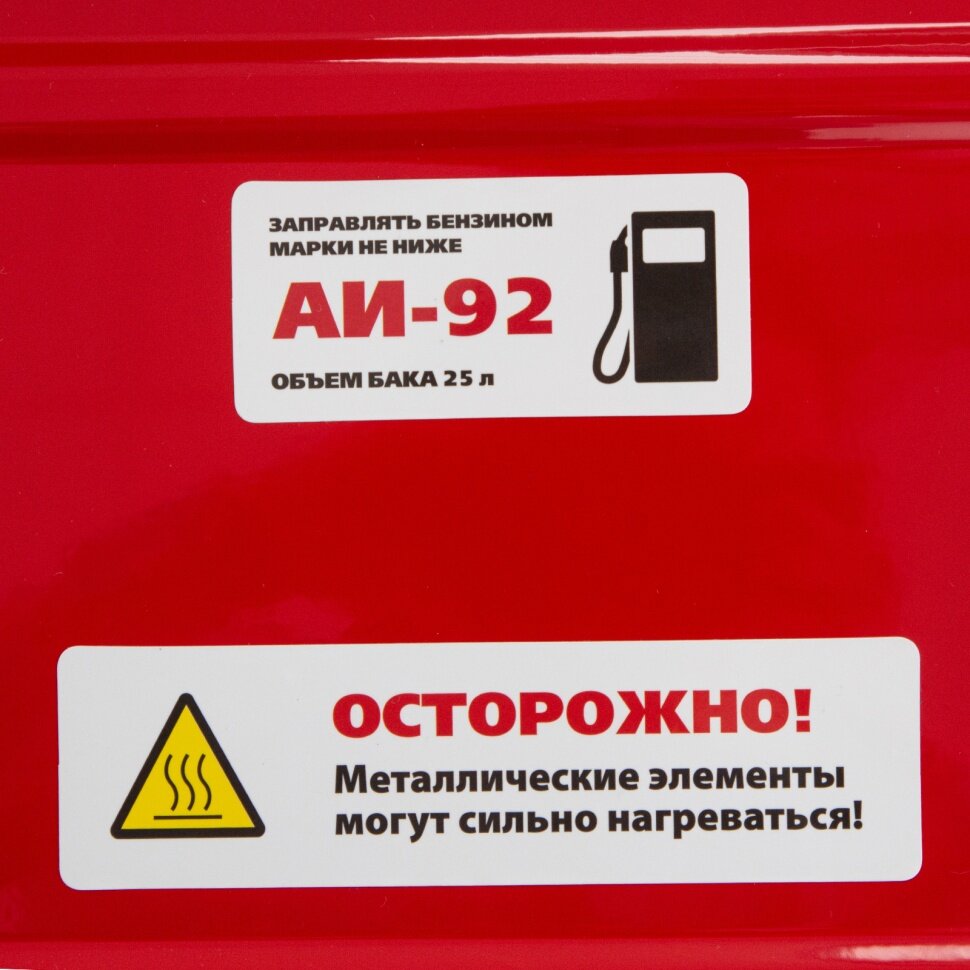 ЗАПРАВЛЯТЬ БЕНЗИНОМ
МАРКИ НЕ НИЖЕ
АИ-92
ОБЪЕМ БАКА 25 л
ОСТОРОЖНО!
Металлические элементы
могут сильно нагреваться!